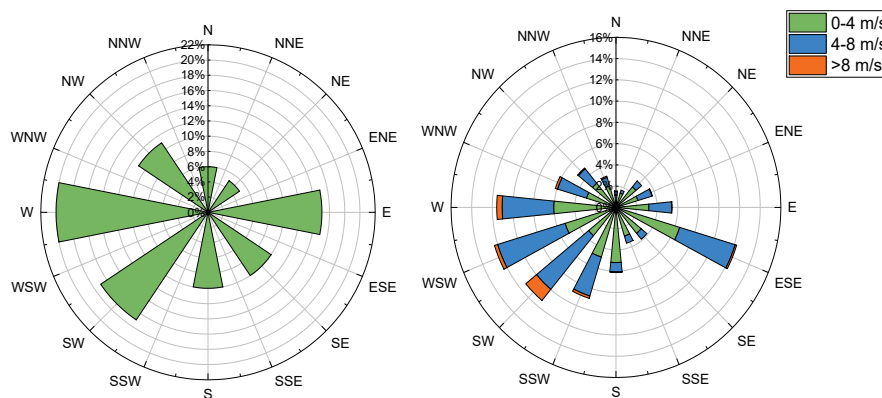 N
NNE
NE
ENE
E
ESE
SE
SSE
S
SSW
SW
WSW
W
WNW
NW
NNW
22%
20%
18%
16%
14%
12%
10%
8%
6%
4%
2%
0%
N
NNE
NE
ENE
E
ESE
SE
SSE
S
SSW
SW
WSW
W
WNW
NW
NNW
16%
14%
12%
10%
8%
6%
4%
2%
0%
0-4 m/s
4-8 m/s
>8 m/s